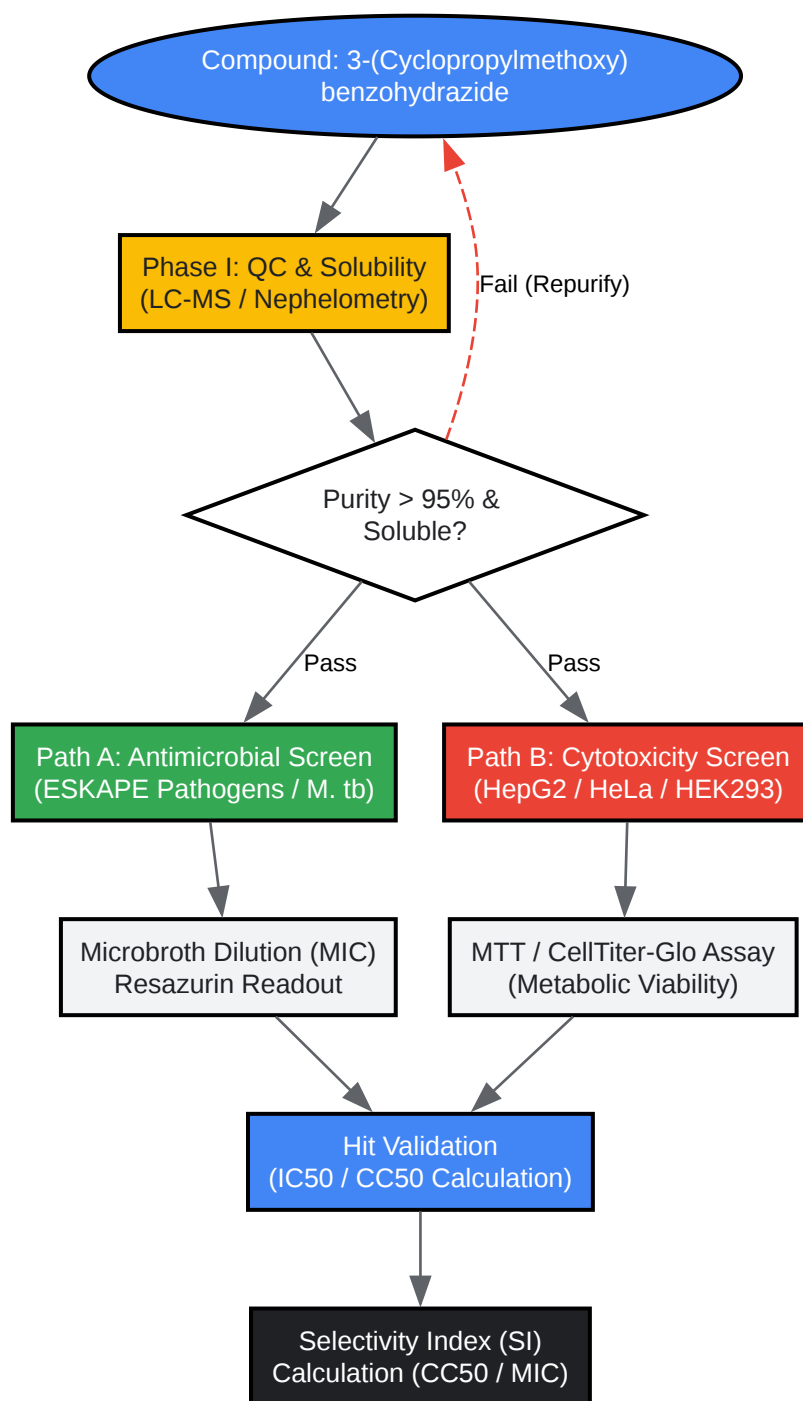 Compound: 3-(Cyclopropylmethoxy)
benzohydrazide
Phase I: QC & Solubility
(LC-MS / Nephelometry)
Fail (Repurify)
Purity > 95% &
Soluble?
Pass
Pass
Path A: Antimicrobial Screen
(ESKAPE Pathogens / M. tb)
Path B: Cytotoxicity Screen
(HepG2 / HeLa / HEK293)
Microbroth Dilution (MIC)
Resazurin Readout
MTT / CellTiter-Glo Assay
(Metabolic Viability)
Hit Validation
(IC50 / CC50 Calculation)
Selectivity Index (SI)
Calculation (CC50 / MIC)